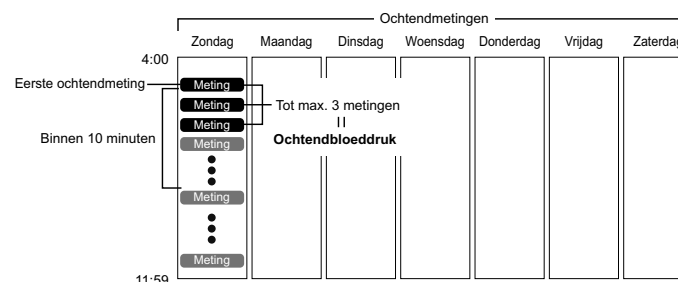 Ochtendmetingen
Zondag Maandag Dinsdag Woensdag Donderdag Vrijdag Zaterdag
4:00
Eerste ochtendmeting Meting
Meting Tot max. 3 metingen
Meting
Binnen 10 minuten Meting Ochtendbloeddruk
Meting
Meting
11:59